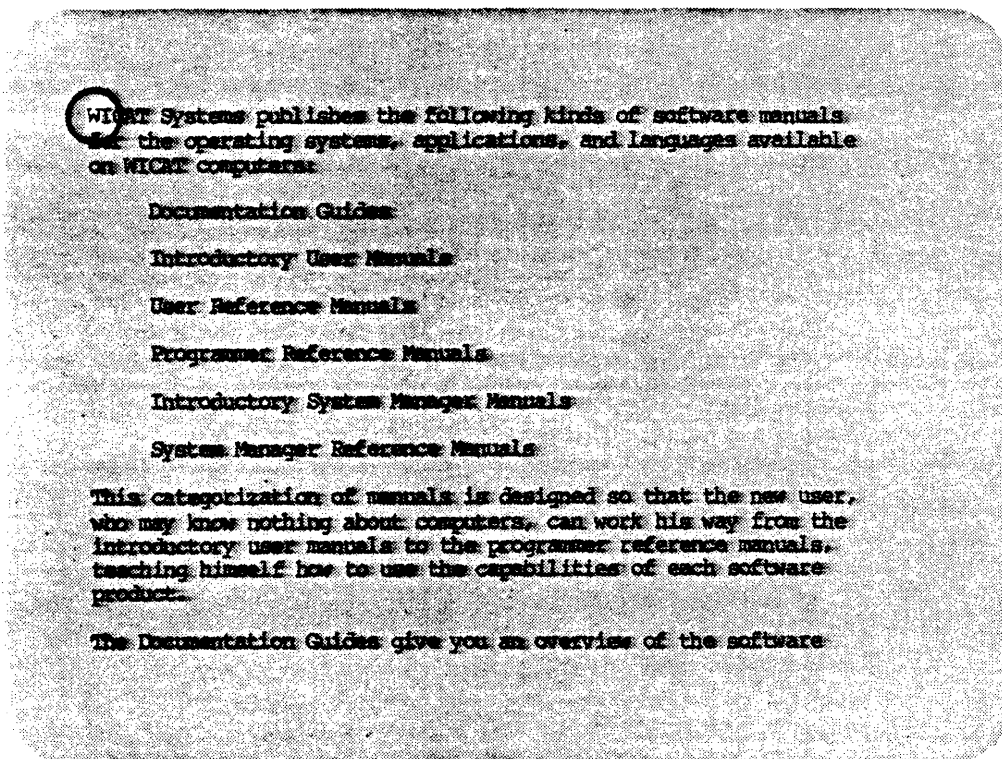 WICAT Systems publishes the following kinds of software manuals
for the operating systems, applications, and languages available
on WICAT computers:
Documentation Guides
Introductory User Manuals
User Reference Manuals
Programmer Reference Manuals
Introductory System Manager Manuals
System Manager Reference Manuals
This categorization of manuals is designed so that the new user,
who may know nothing about computers, can work his way from the
introductory user manuals to the programmer reference manuals,
teaching himself how to use the capabilities of each software
product.
The Documentation Guides give you an overview of the software